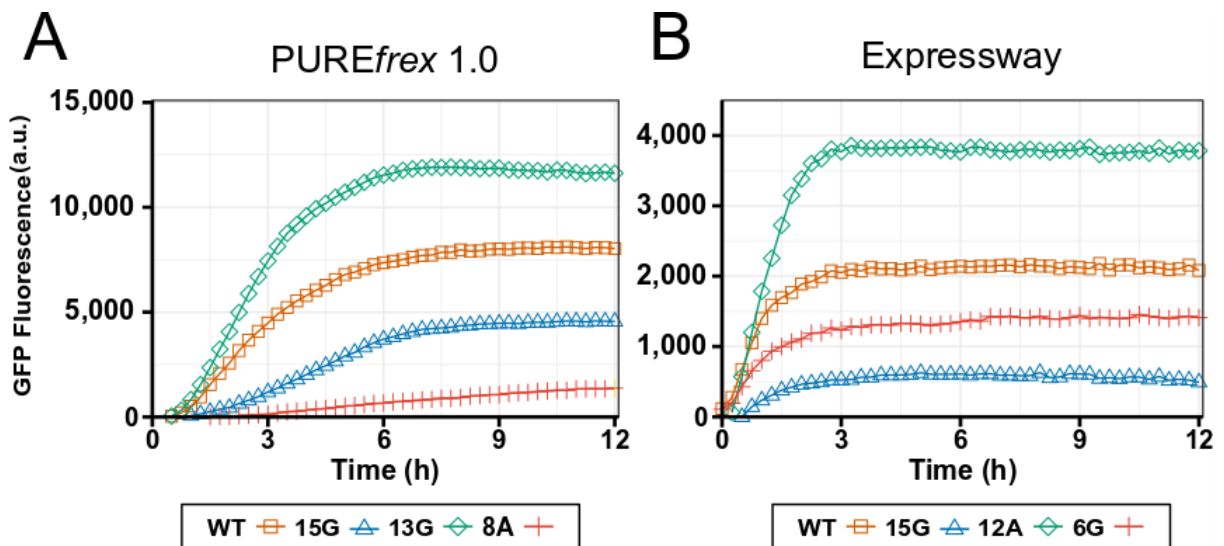 A
PUREfrex 1.0
GFP Fluorescence(a.u.)
15,000
10,000
5,000
0
0 3 6 9 12
Time (h)
WT 15G 13G 8A
B
Expressway
4,000
3,000
2,000
1,000
0
0 3 6 9 12
Time (h)
WT 15G 12A 6G